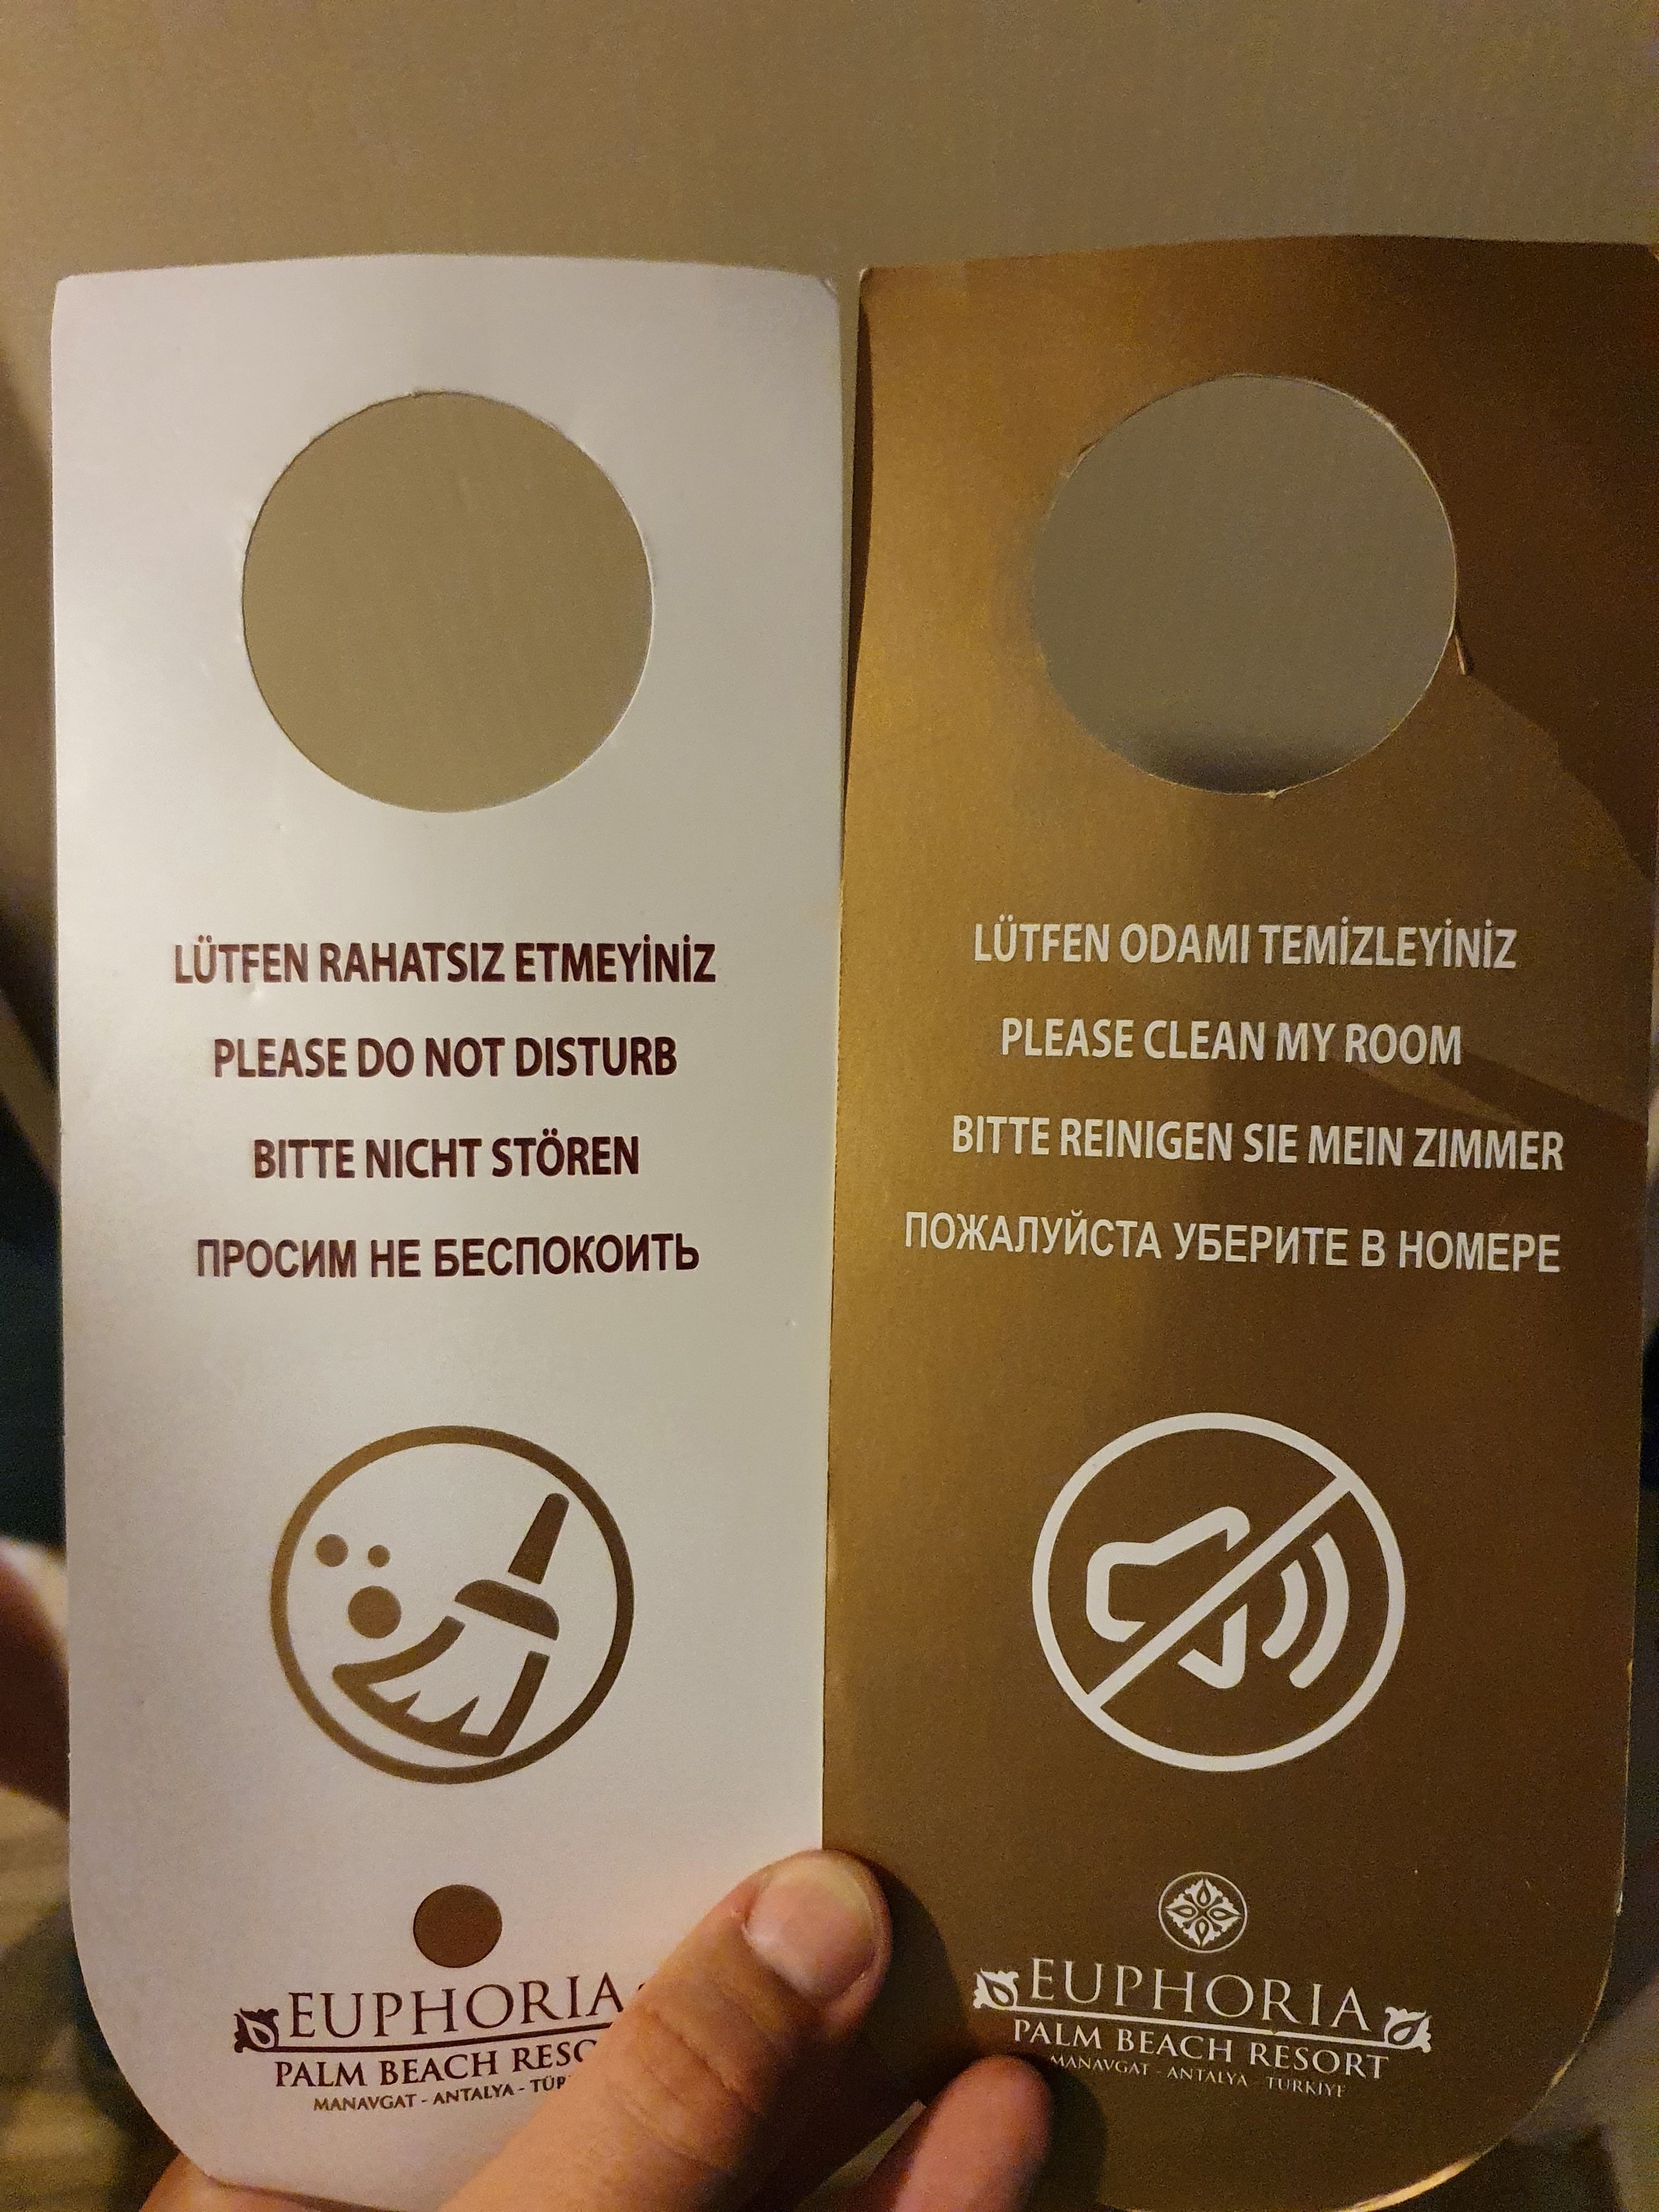 LÜTFEN RAHATSIZ ETMEYİNİZ
PLEASE DO NOT DISTURB
BITTE NICHT STÖREN
ПРОСИМ НЕ БЕСПОКОИТЬ
EUPHORIA
PALM BEACH
MANAVGAT - ANTALYA -
LÜTFEN ODAMI TEMİZLEYİNİZ
PLEASE CLEAN MY ROOM
BITTE REINIGEN SIE MEIN ZIMMER
ПОЖАЛУЙСТА УБЕРИТЕ В НОМЕРЕ
EUPHORIA
PALM BEACH RESORT
MANAVGAT - ANTALYA - TÜRKİYE